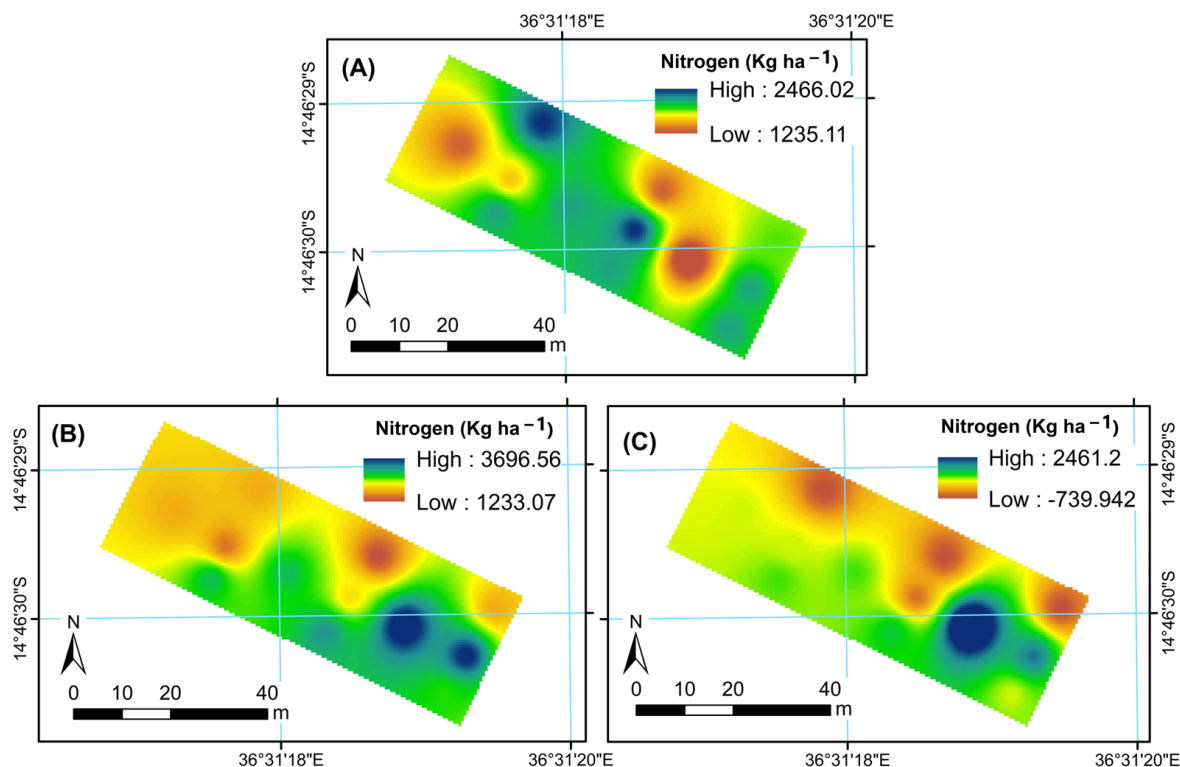 36°31'18"E
36°31'20"E
(A)
Nitrogen (Kg ha⁻¹)
High : 2466.02
Low : 1235.11
14°46'29"S
14°46'30"S
N
0 10 20 40
m
(B)
Nitrogen (Kg ha⁻¹)
High : 3696.56
Low : 1233.07
14°46'29"S
14°46'30"S
N
0 10 20 40
m
36°31'18"E
36°31'20"E
(C)
Nitrogen (Kg ha⁻¹)
High : 2461.2
Low : -739.942
14°46'29"S
14°46'30"S
N
0 10 20 40
m
36°31'18"E
36°31'20"E